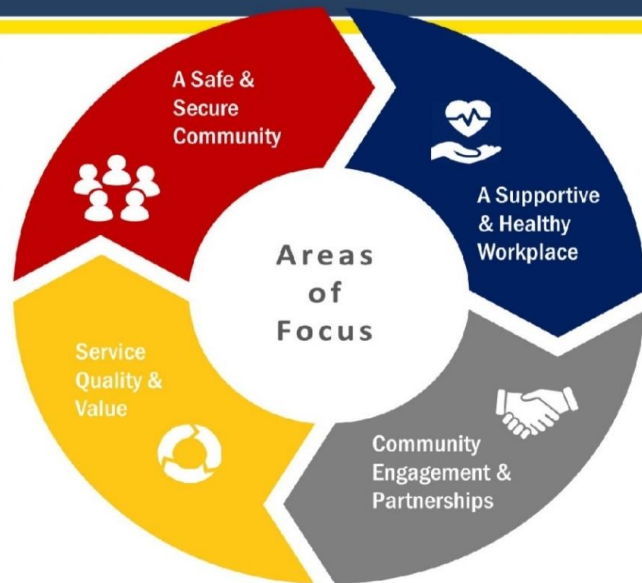 A Safe &
Secure
Community
A Supportive
& Healthy
Workplace
Areas
of
Focus
Service
Quality &
Value
Community
Engagement &
Partnerships